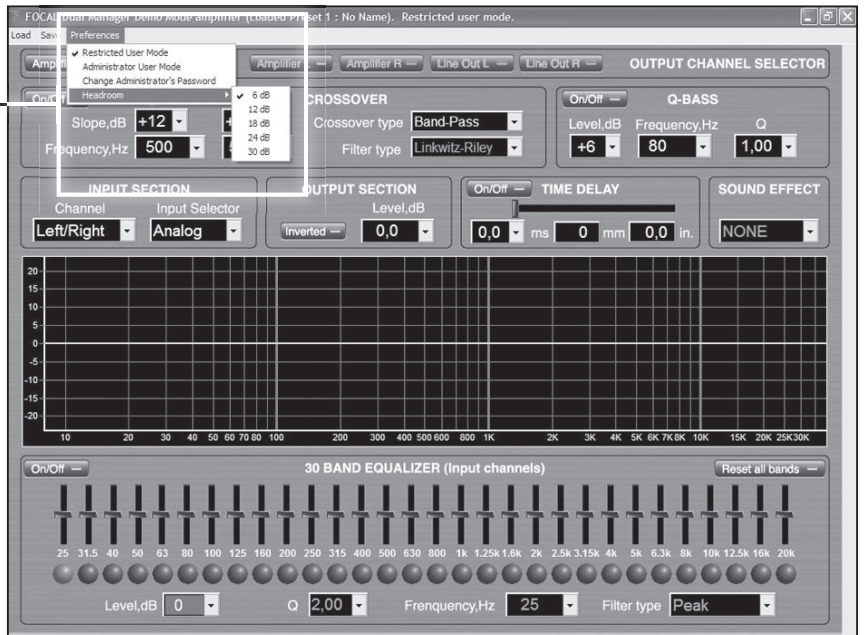 FOCAL Dual Manager Demo Mode amplifier (Loaded Preset 1 : No Name). Restricted user mode.
Load Save Preferences
Restricted User Mode
Administrator User Mode
Change Administrator's Password
Headroom
6 dB
12 dB
18 dB
24 dB
30 dB
Amplifier L — Amplifier R — Line Out L — Line Out R — OUTPUT CHANNEL SELECTOR
On/Off CROSSOVER
Slope,dB +12
Crossover type Band-Pass
Frequency,Hz 500
Filter type Linkwitz-Riley
On/Off — Q-BASS
Level,dB Frequency,Hz Q
+6 80 1,00
INPUT SECTION
Channel Input Selector
Left/Right Analog
OUTPUT SECTION
Level,dB
Inverted — 0,0
On/Off — TIME DELAY
0,0 ms 0 mm 0,0 in.
SOUND EFFECT
NONE
20
15
10
5
0
-5
-10
-15
-20
10 20 30 40 50 60 70 80 100 200 300 400 500 600 800 1K 2K 3K 4K 5K 6K 7K 8K 10K 15K 20K 25K 30K
On/Off — 30 BAND EQUALIZER (Input channels) Reset all bands —
25 31.5 40 50 63 80 100 125 160 200 250 315 400 500 630 800 1k 1.25k 1.6k 2k 2.5k 3.15k 4k 5k 6.3k 8k 10k 12.5k 16k 20k
Level,dB 0 Q 2,00 Frenquency,Hz 25 Filter type Peak